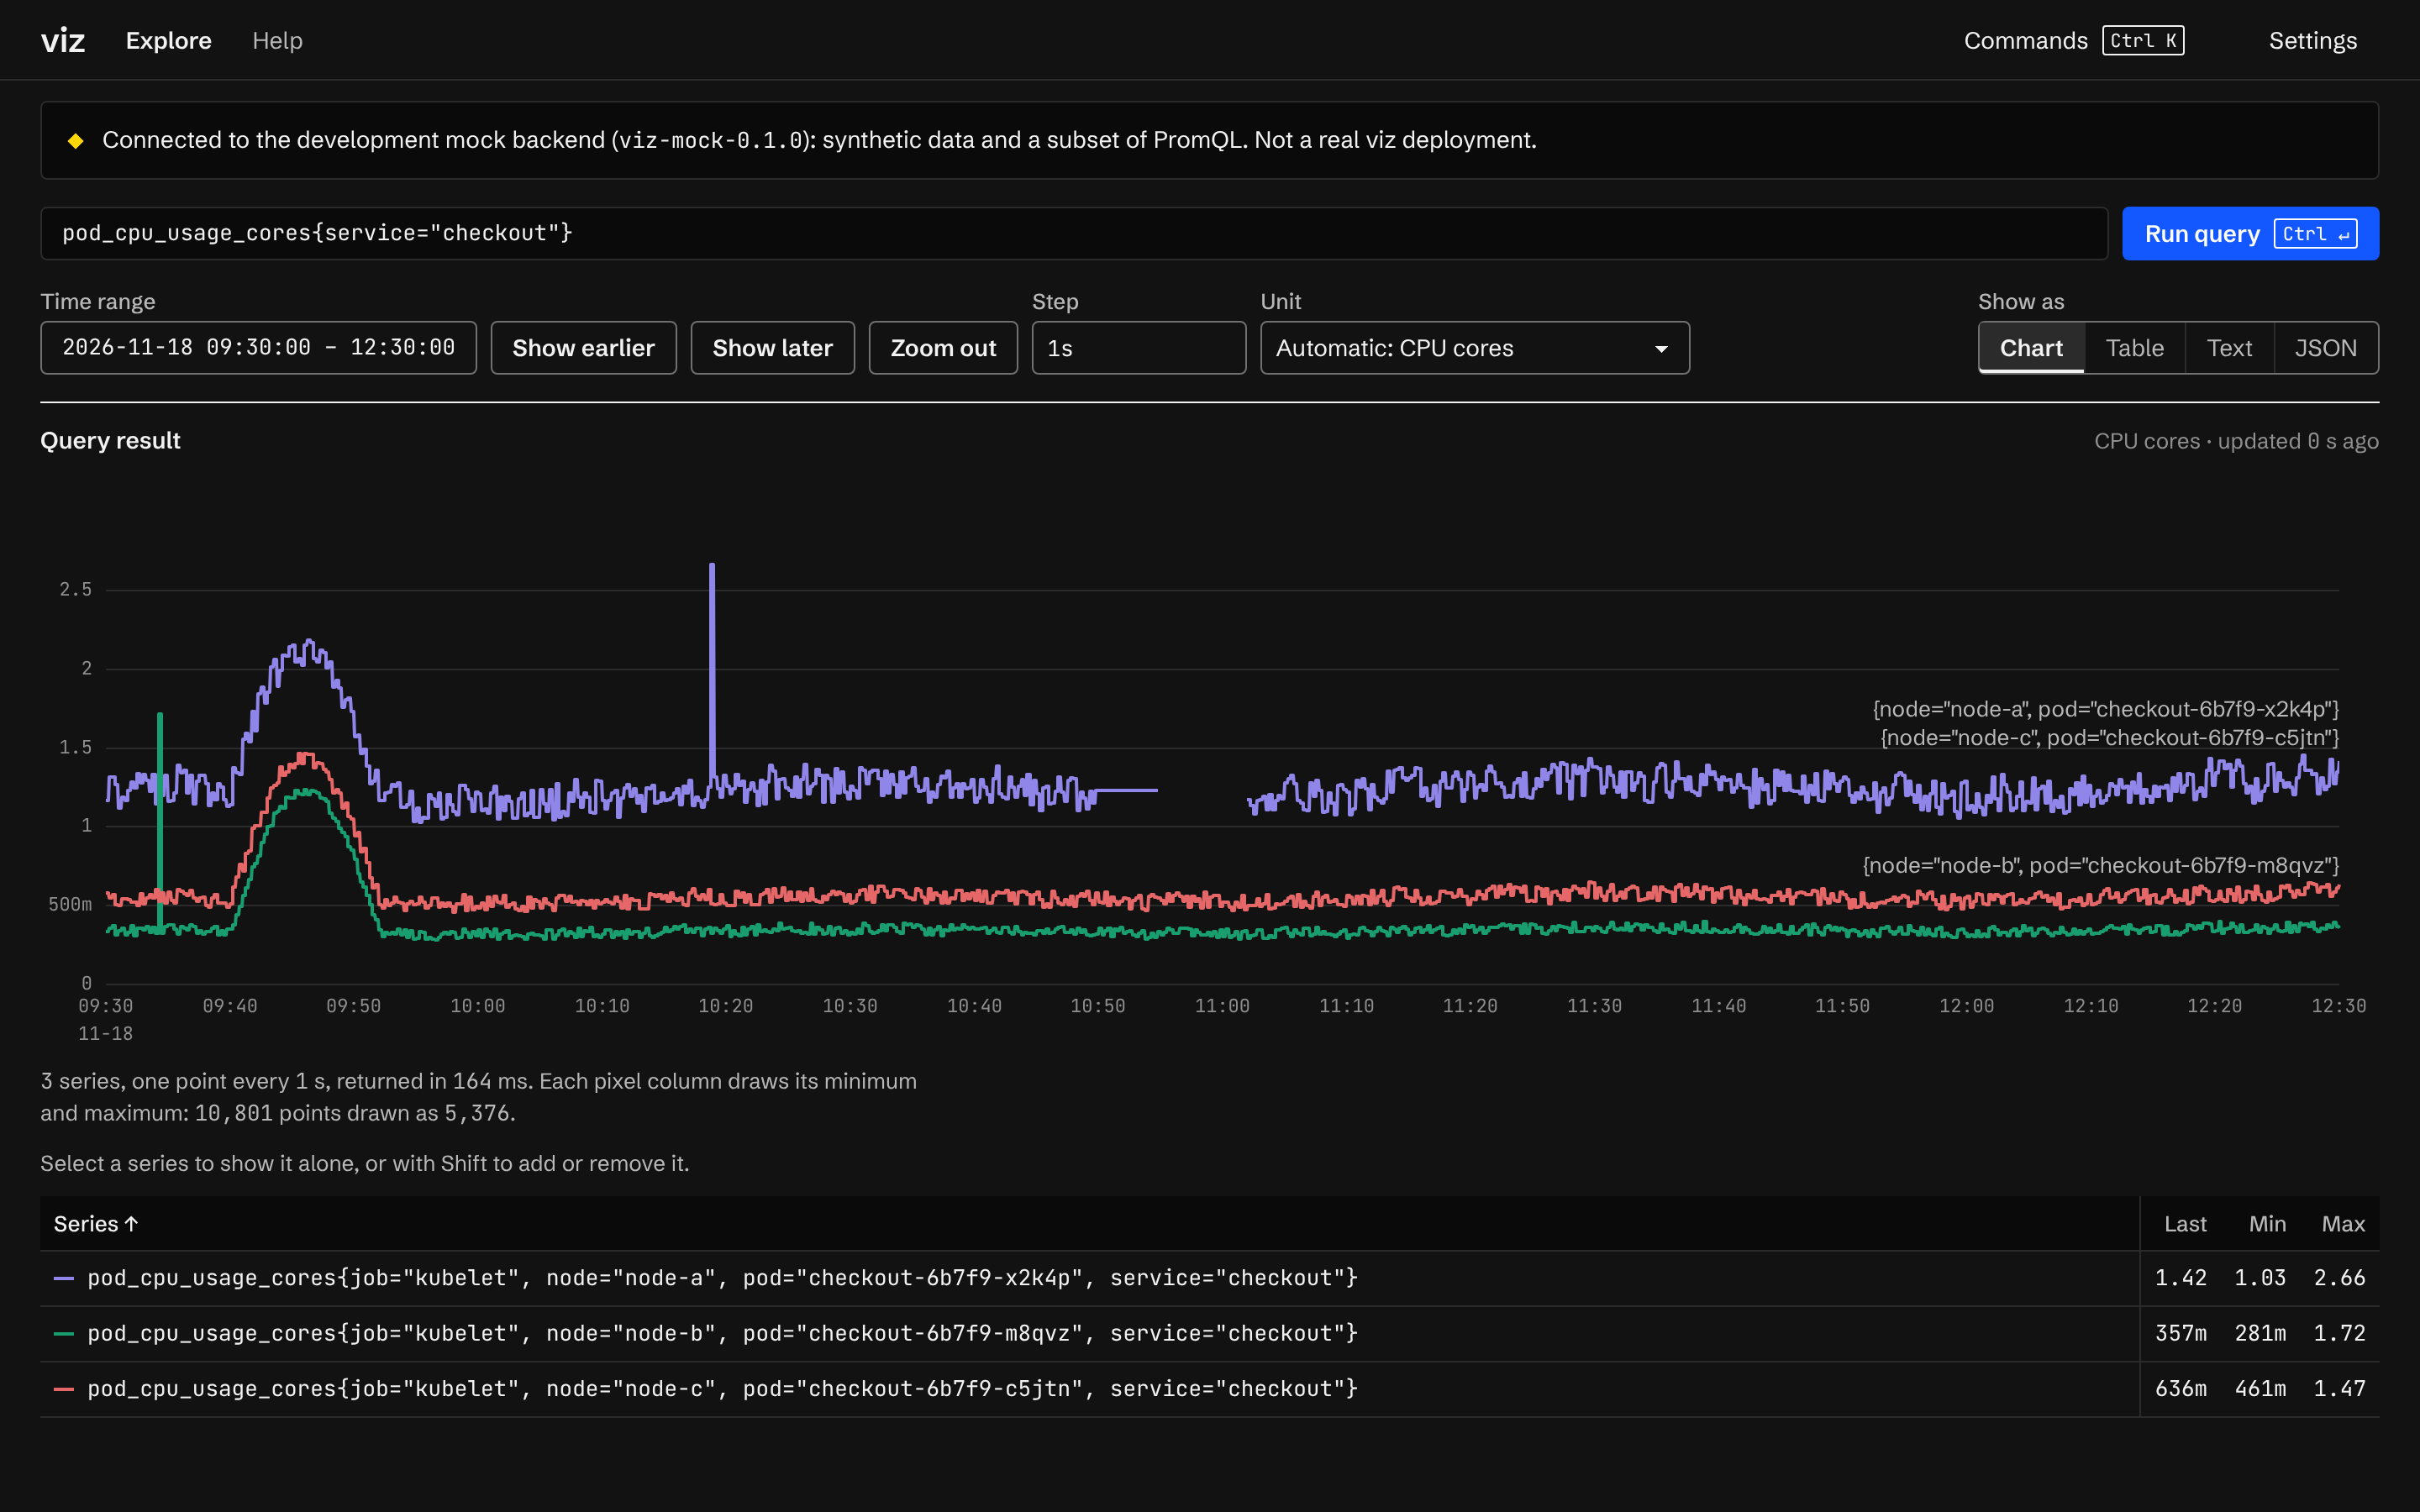 viz Explore Help Commands Ctrl K Settings
Connected to the development mock backend (viz-mock-0.1.0): synthetic data and a subset of PromQL. Not a real viz deployment.
pod_cpu_usage_cores{service="checkout"} Run query Ctrl ↵
Time range Step Unit Show as
2026-11-18 09:30:00 – 12:30:00 Show earlier Show later Zoom out 1s Automatic: CPU cores Chart Table Text JSON
Query result CPU cores · updated 0 s ago
2.5
2
{node="node-a", pod="checkout-6b7f9-x2k4p"}
1.5 {node="node-c", pod="checkout-6b7f9-c5jtn"}
1
{node="node-b", pod="checkout-6b7f9-m8qvz"}
500m
0
09:30 09:40 09:50 10:00 10:10 10:20 10:30 10:40 10:50 11:00 11:10 11:20 11:30 11:40 11:50 12:00 12:10 12:20 12:30
11-18
3 series, one point every 1 s, returned in 164 ms. Each pixel column draws its minimum
and maximum: 10,801 points drawn as 5,376.
Select a series to show it alone, or with Shift to add or remove it.
Series ↑ Last Min Max
pod_cpu_usage_cores{job="kubelet", node="node-a", pod="checkout-6b7f9-x2k4p", service="checkout"} 1.42 1.03 2.66
pod_cpu_usage_cores{job="kubelet", node="node-b", pod="checkout-6b7f9-m8qvz", service="checkout"} 357m 281m 1.72
pod_cpu_usage_cores{job="kubelet", node="node-c", pod="checkout-6b7f9-c5jtn", service="checkout"} 636m 461m 1.47